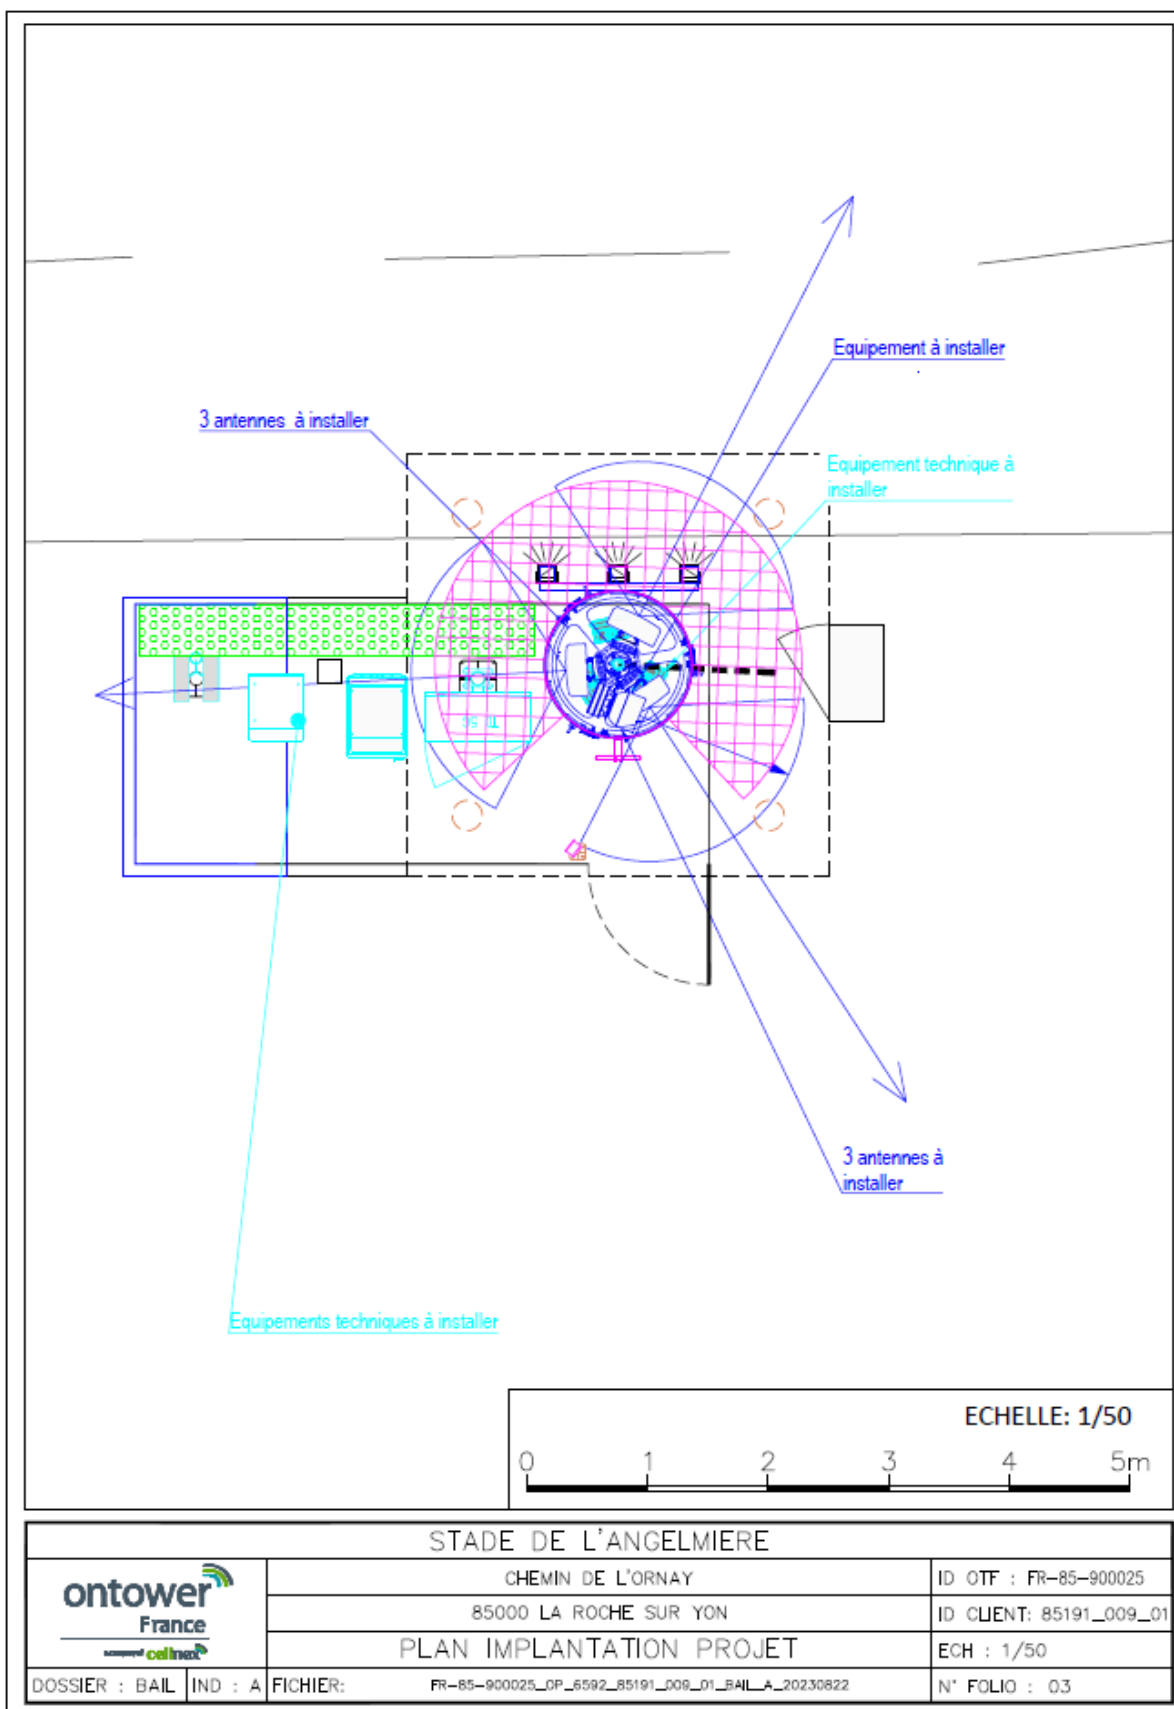 Equipement à installer
3 antennes à installer
Equipement technique à
installer
3 antennes à
installer
Equipements techniques à installer
ECHELLE: 1/50
0 1 2 3 4 5m
STADE DE L'ANGELMIERE
ontower
France
cellnex
CHEMIN DE L'ORNAY
ID OTF : FR-85-900025
85000 LA ROCHE SUR YON
ID CLIENT: 85191_009_01
PLAN IMPLANTATION PROJET
ECH : 1/50
DOSSIER : BAIL
IND : A
FICHIER: FR-85-900025_OP_6592_85191_009_01_BAIL_A_20230822
N° FOLIO : 03